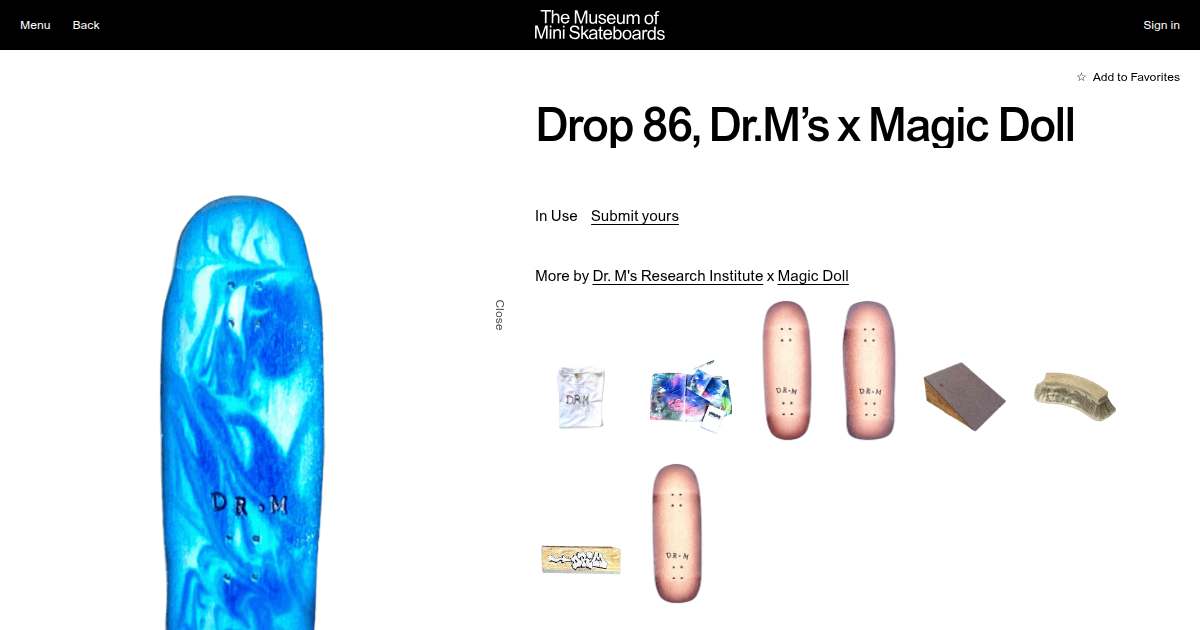 Menu Back
The Museum of
Mini Skateboards
Sign in
☆ Add to Favorites
Drop 86, Dr.M’s x Magic Doll
In Use Submit yours
More by Dr. M's Research Institute x Magic Doll
Close
DR·M
DR·M
DR·M
DR·M
DR·M